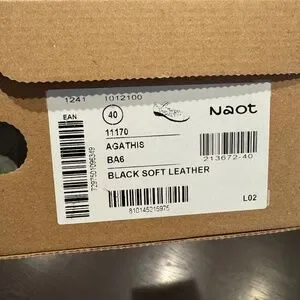 1241 1012100
EAN
40
Naot
11170
AGATHIS
BA6
213672-40
BLACK SOFT LEATHER
810145215975
L02